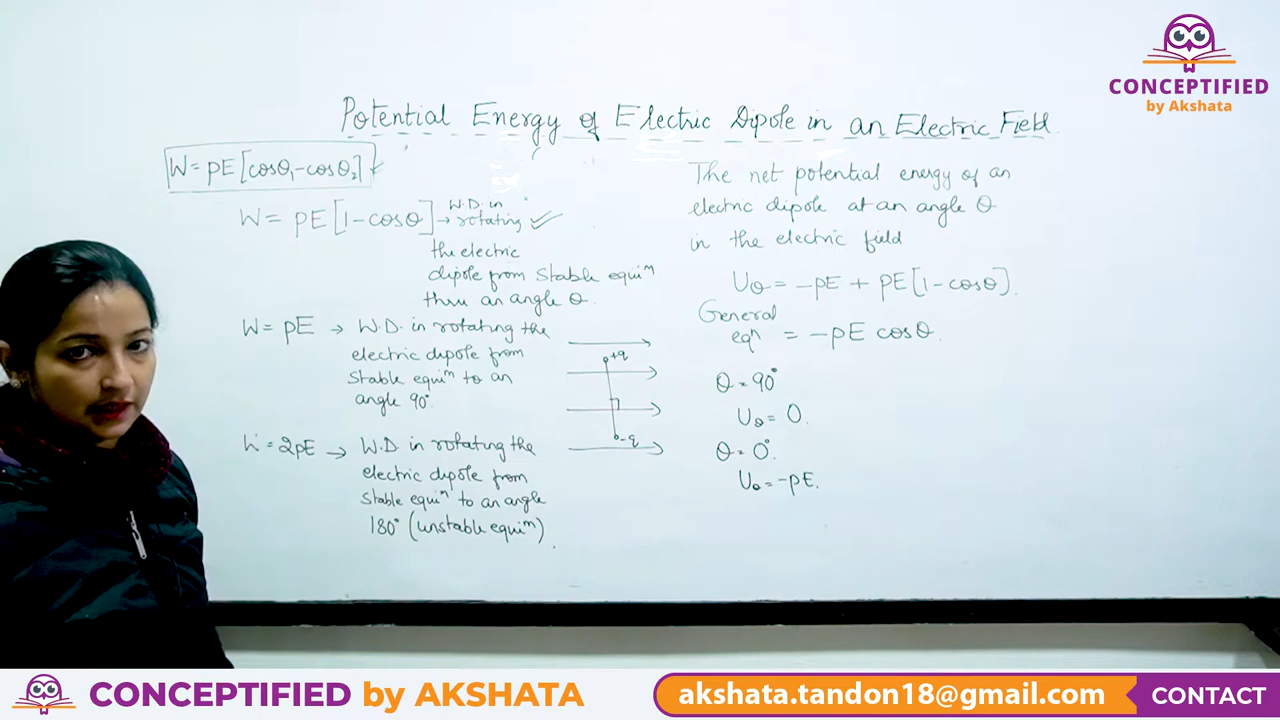 CONCEPTIFIED
by Akshata
Potential Energy of Electric Dipole in an Electric Field.
W = pE[cosθ₁-cosθ₂]
W = pE[1-cosθ] → W.D. in rotating
the electric
dipole from stable equiᵐ
thru an angle θ.
W = pE → W.D. in rotating the
electric dipole from
stable equiᵐ to an
angle 90°.
+q
-q
W = 2pE → W.D. in rotating the
electric dipole from
stable equiᵐ to an angle
180° (unstable equiᵐ).
The net potential energy of an
electric dipole at an angle θ
in the electric field
Uθ = -pE + pE[1-cosθ].
General
eqⁿ = -pE cosθ.
θ = 90°
Uθ = 0.
θ = 0°.
Uθ = -pE.
CONCEPTIFIED by AKSHATA
akshata.tandon18@gmail.com
CONTACT